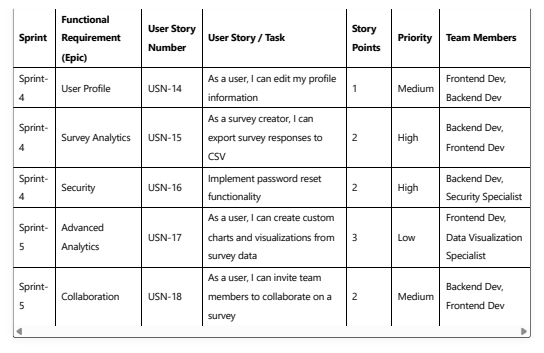 Sprint Functional Requirement (Epic) User Story Number User Story / Task Story Points Priority Team Members
Sprint-4 User Profile USN-14 As a user, I can edit my profile information 1 Medium Frontend Dev, Backend Dev
Sprint-4 Survey Analytics USN-15 As a survey creator, I can export survey responses to CSV 2 High Backend Dev, Frontend Dev
Sprint-4 Security USN-16 Implement password reset functionality 2 High Backend Dev, Security Specialist
Sprint-5 Advanced Analytics USN-17 As a user, I can create custom charts and visualizations from survey data 3 Low Frontend Dev, Data Visualization Specialist
Sprint-5 Collaboration USN-18 As a user, I can invite team members to collaborate on a survey 2 Medium Backend Dev, Frontend Dev